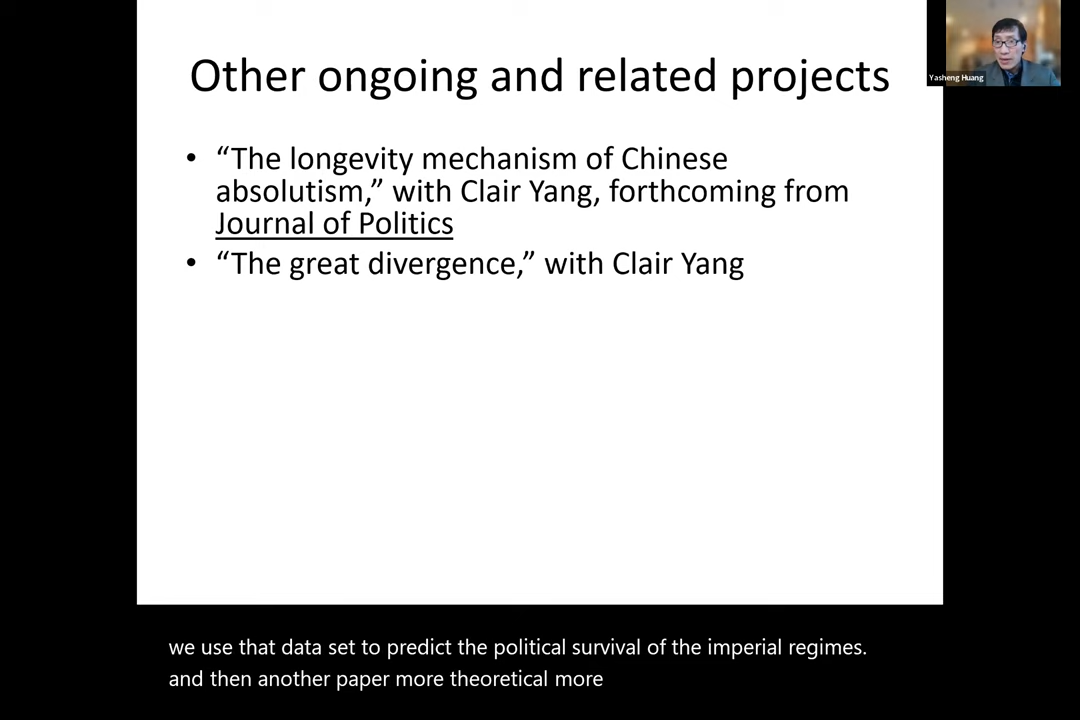 Other ongoing and related projects
Yasheng Huang
• “The longevity mechanism of Chinese
absolutism,” with Clair Yang, forthcoming from
Journal of Politics
• “The great divergence,” with Clair Yang
we use that data set to predict the political survival of the imperial regimes.
and then another paper more theoretical more